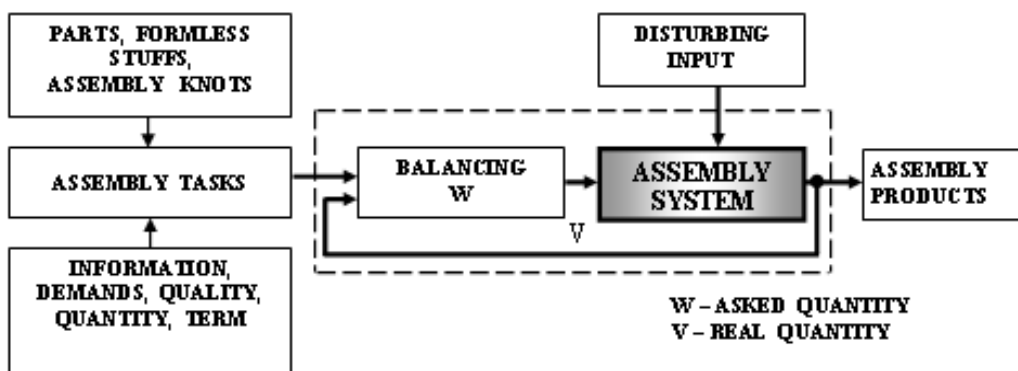 PARTS, FORMLESS
STUFFS,
ASSEMBLY KNOTS
DISTURBING
INPUT
ASSEMBLY TASKS
BALANCING
W
ASSEMBLY
SYSTEM
ASSEMBLY
PRODUCTS
V
INFORMATION,
DEMANDS, QUALITY,
QUANTITY, TERM
W – ASKED QUANTITY
V – REAL QUANTITY